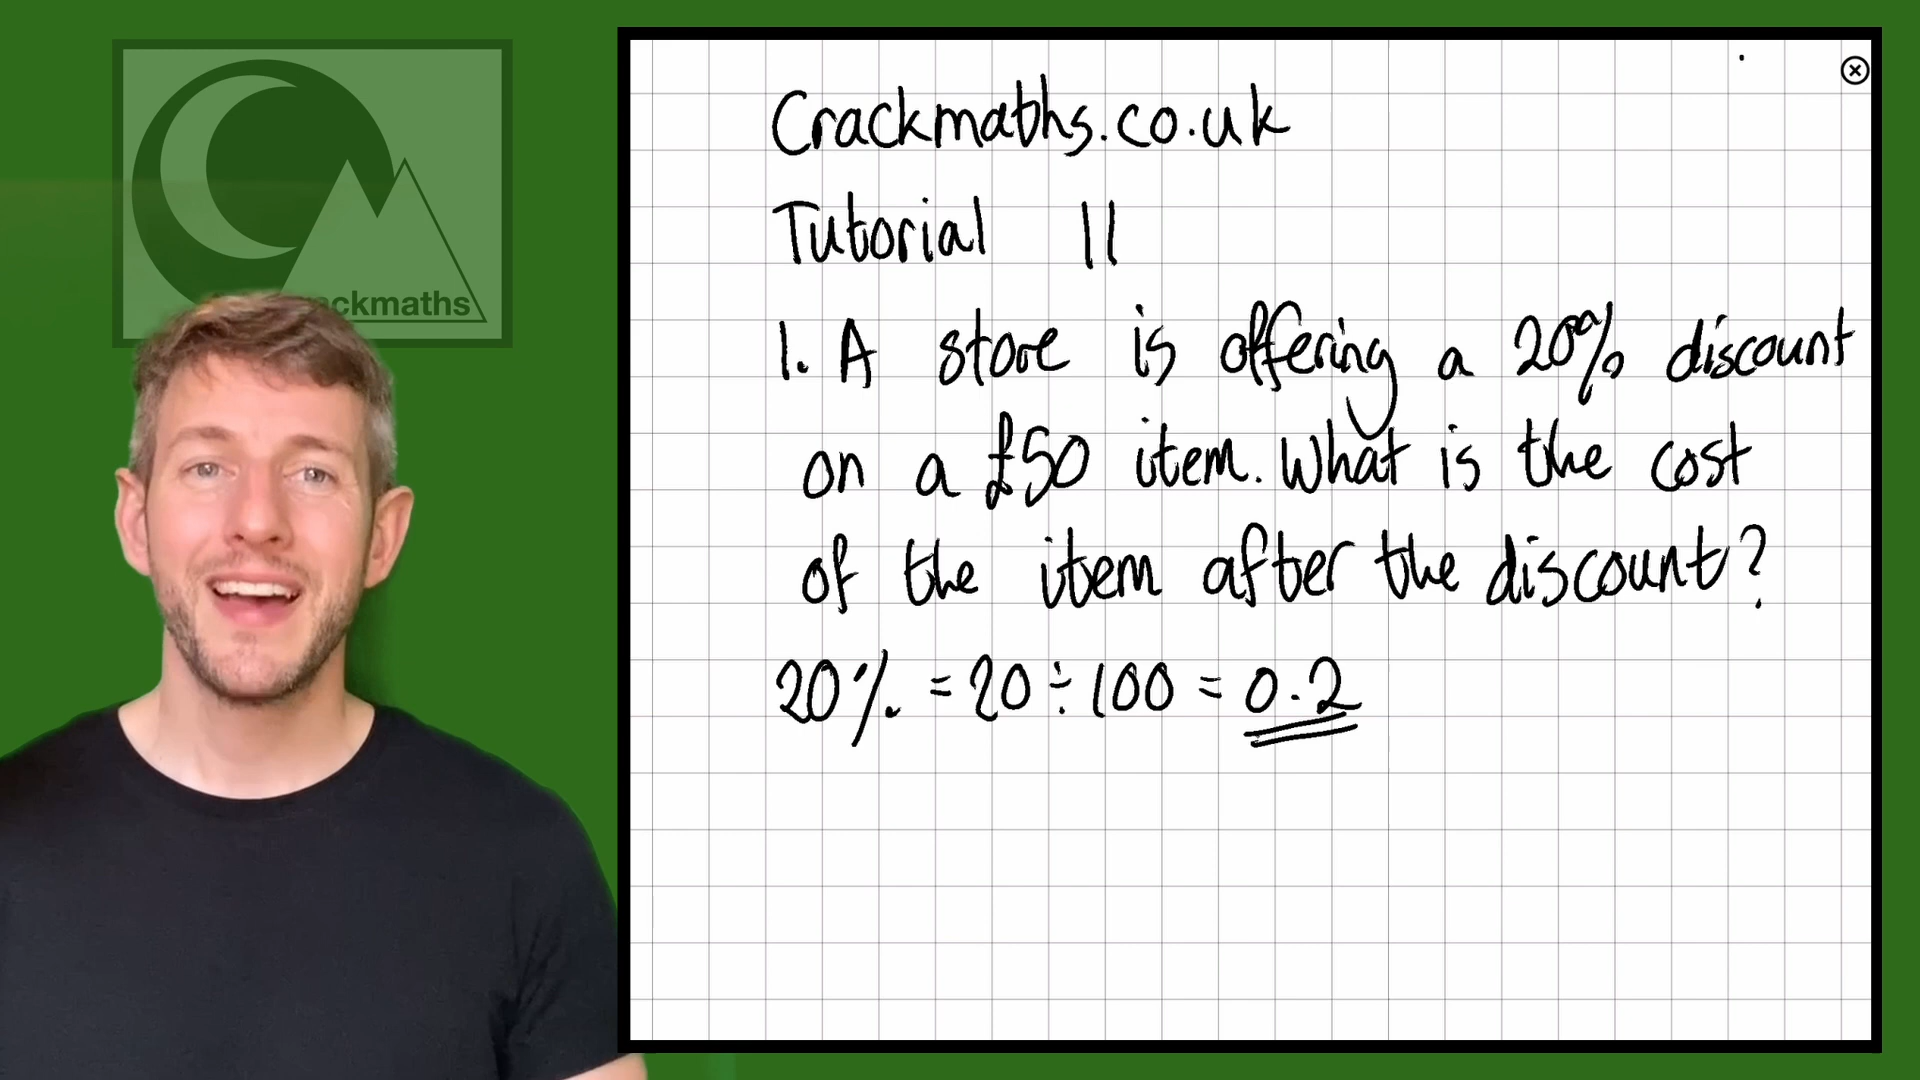 ckmaths
Crackmaths.co.uk
Tutorial 11
1. A store is offering a 20% discount
on a £50 item. What is the cost
of the item after the discount?
20% = 20 ÷ 100 = 0.2